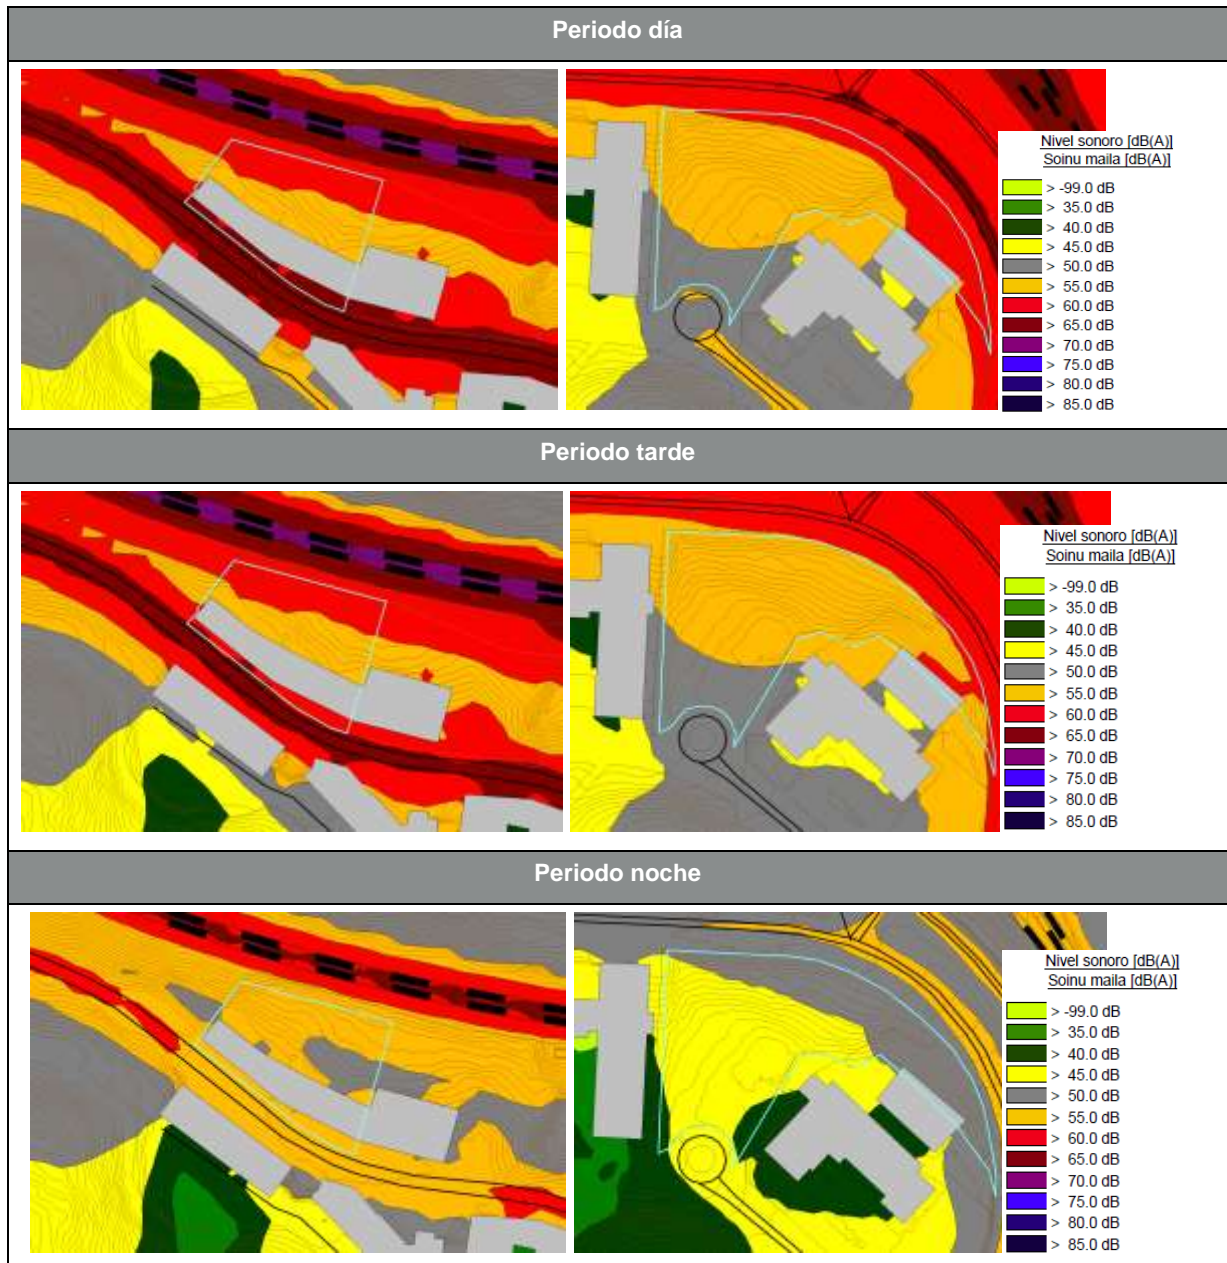 Periodo día
Nivel sonoro [dB(A)]
Soinu maila [dB(A)]
> -99.0 dB
> 35.0 dB
> 40.0 dB
> 45.0 dB
> 50.0 dB
> 55.0 dB
> 60.0 dB
> 65.0 dB
> 70.0 dB
> 75.0 dB
> 80.0 dB
> 85.0 dB
Periodo tarde
Nivel sonoro [dB(A)]
Soinu maila [dB(A)]
> -99.0 dB
> 35.0 dB
> 40.0 dB
> 45.0 dB
> 50.0 dB
> 55.0 dB
> 60.0 dB
> 65.0 dB
> 70.0 dB
> 75.0 dB
> 80.0 dB
> 85.0 dB
Periodo noche
Nivel sonoro [dB(A)]
Soinu maila [dB(A)]
> -99.0 dB
> 35.0 dB
> 40.0 dB
> 45.0 dB
> 50.0 dB
> 55.0 dB
> 60.0 dB
> 65.0 dB
> 70.0 dB
> 75.0 dB
> 80.0 dB
> 85.0 dB